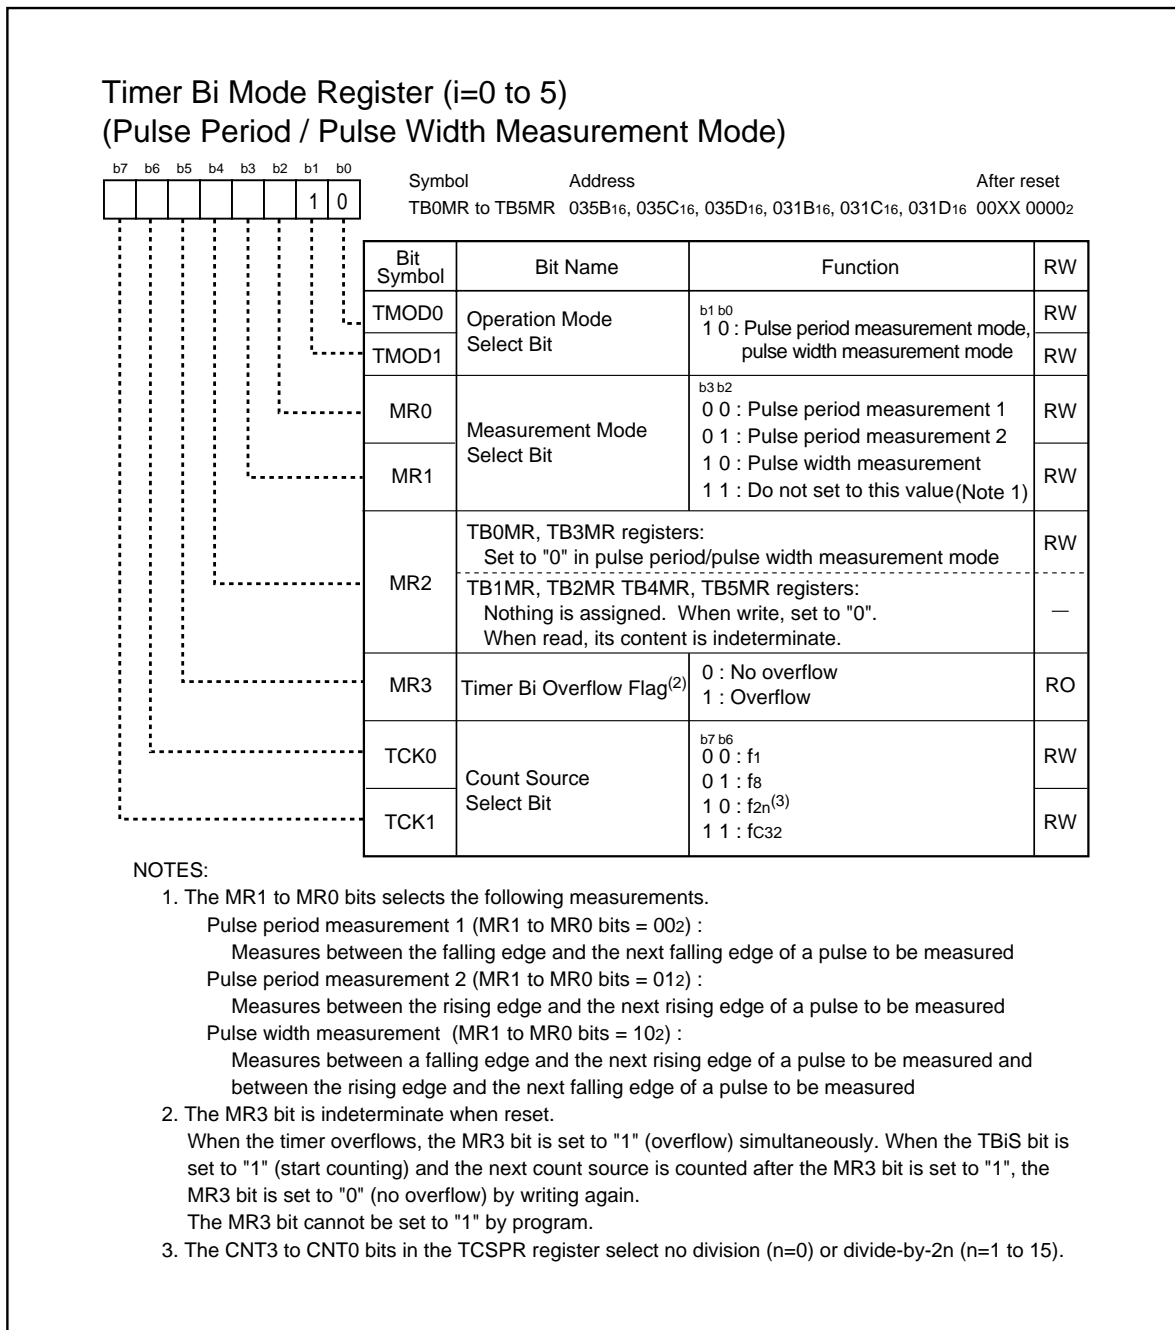 Timer Bi Mode Register (i=0 to 5)
(Pulse Period / Pulse Width Measurement Mode)
b7 b6 b5 b4 b3 b2 b1 b0
1 0
Symbol Address After reset
TB0MR to TB5MR 035B16, 035C16, 035D16, 031B16, 031C16, 031D16 00XX 00002
Bit Symbol Bit Name Function RW
TMOD0 RW
Operation Mode Select Bit
b1 b0
1 0 : Pulse period measurement mode,
pulse width measurement mode
TMOD1 RW
MR0 RW
Measurement Mode Select Bit
b3 b2
0 0 : Pulse period measurement 1
0 1 : Pulse period measurement 2
1 0 : Pulse width measurement
1 1 : Do not set to this value(Note 1)
MR1 RW
MR2
TB0MR, TB3MR registers:
Set to "0" in pulse period/pulse width measurement mode RW
TB1MR, TB2MR TB4MR, TB5MR registers:
Nothing is assigned. When write, set to "0". —
When read, its content is indeterminate.
MR3 Timer Bi Overflow Flag(2) RO
0 : No overflow
1 : Overflow
TCK0 RW
Count Source Select Bit
b7 b6
0 0 : f1
0 1 : f8
1 0 : f2n(3)
1 1 : fC32
TCK1 RW
NOTES:
1. The MR1 to MR0 bits selects the following measurements.
Pulse period measurement 1 (MR1 to MR0 bits = 002) :
Measures between the falling edge and the next falling edge of a pulse to be measured
Pulse period measurement 2 (MR1 to MR0 bits = 012) :
Measures between the rising edge and the next rising edge of a pulse to be measured
Pulse width measurement (MR1 to MR0 bits = 102) :
Measures between a falling edge and the next rising edge of a pulse to be measured and
between the rising edge and the next falling edge of a pulse to be measured
2. The MR3 bit is indeterminate when reset.
When the timer overflows, the MR3 bit is set to "1" (overflow) simultaneously. When the TBiS bit is
set to "1" (start counting) and the next count source is counted after the MR3 bit is set to "1", the
MR3 bit is set to "0" (no overflow) by writing again.
The MR3 bit cannot be set to "1" by program.
3. The CNT3 to CNT0 bits in the TCSPR register select no division (n=0) or divide-by-2n (n=1 to 15).